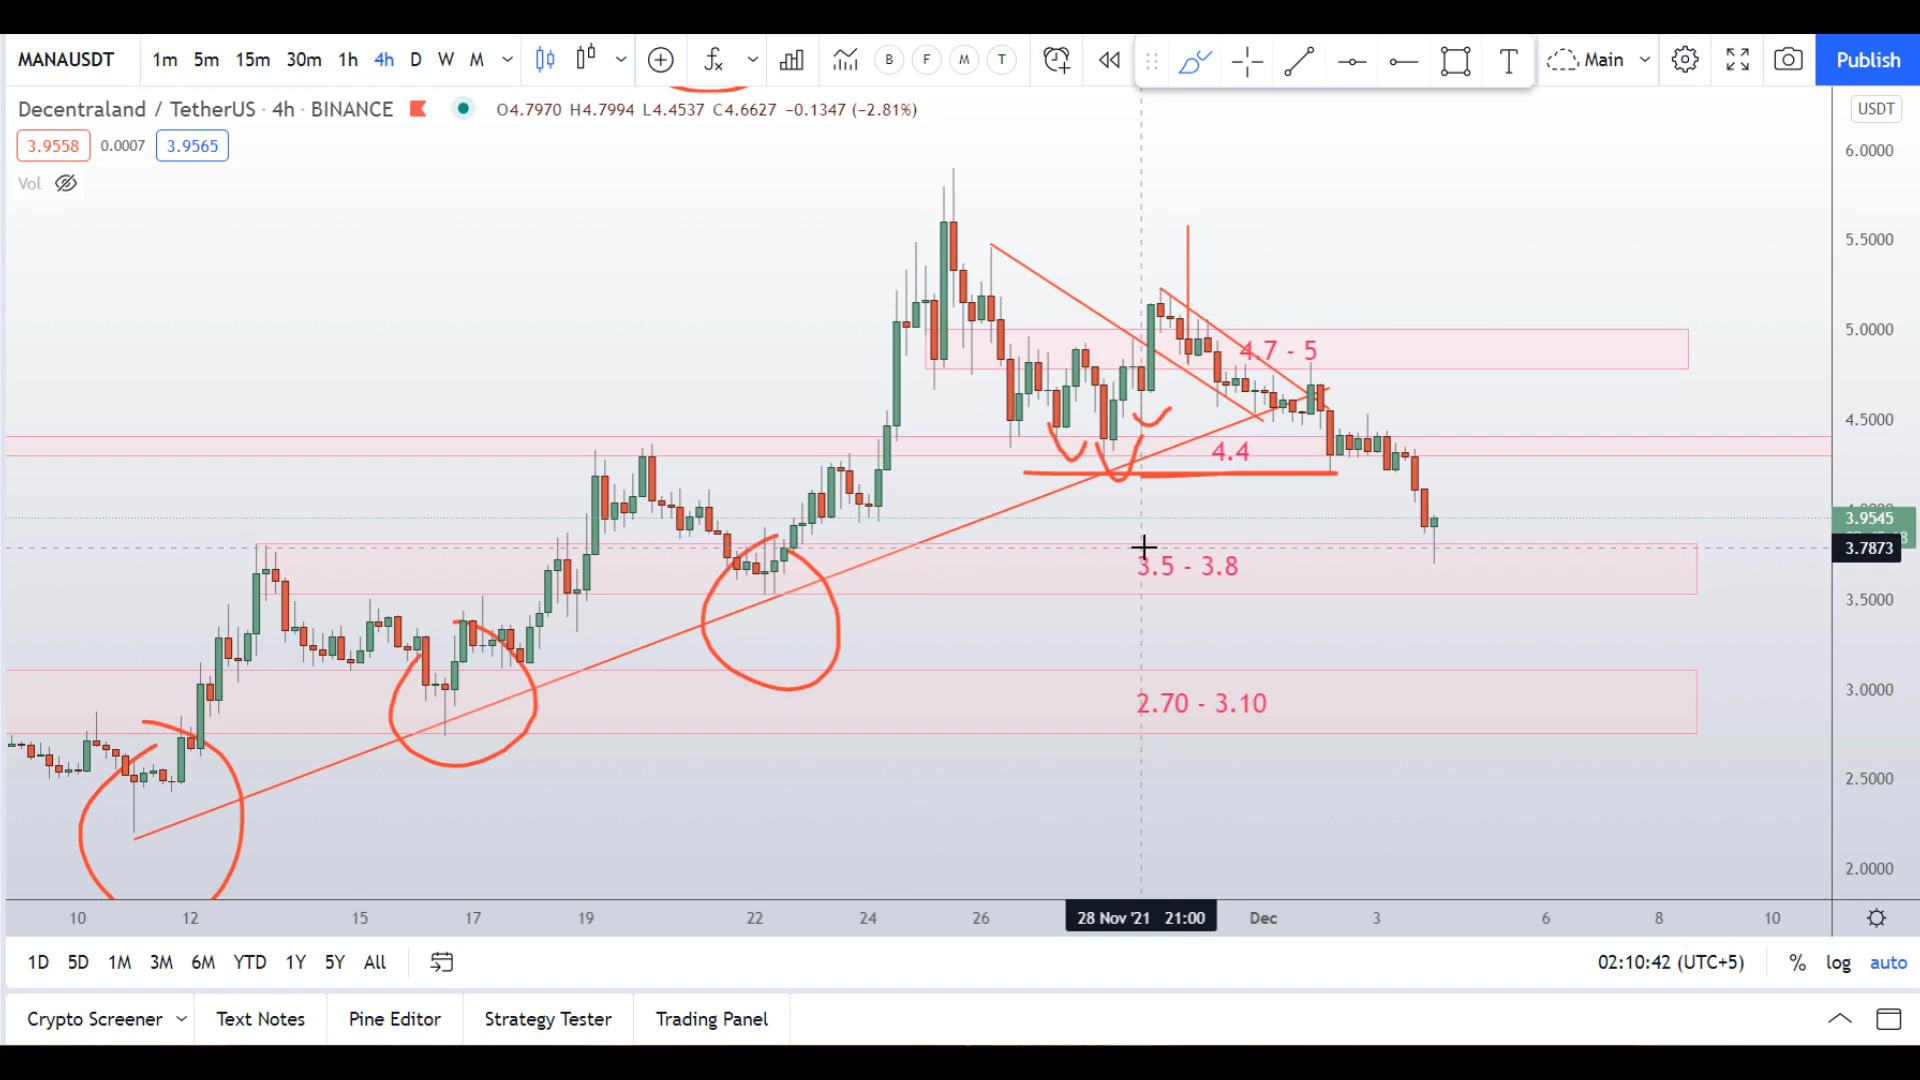 MANAUSDT 1m 5m 15m 30m 1h 4h D W M B F M T Main Publish
Decentraland / TetherUS · 4h · BINANCE O4.7970 H4.7994 L4.4537 C4.6627 −0.1347 (−2.81%) USDT
3.9558 0.0007 3.9565
6.0000
Vol
5.5000
5.0000
4.7 - 5
4.5000
4.4
3.9545
3.7873
3.5 - 3.8
3.5000
3.0000
2.70 - 3.10
2.5000
2.0000
10 12 15 17 19 22 24 26 28 Nov '21 21:00 Dec 3 6 8 10
1D 5D 1M 3M 6M YTD 1Y 5Y All 02:10:42 (UTC+5) % log auto
Crypto Screener Text Notes Pine Editor Strategy Tester Trading Panel